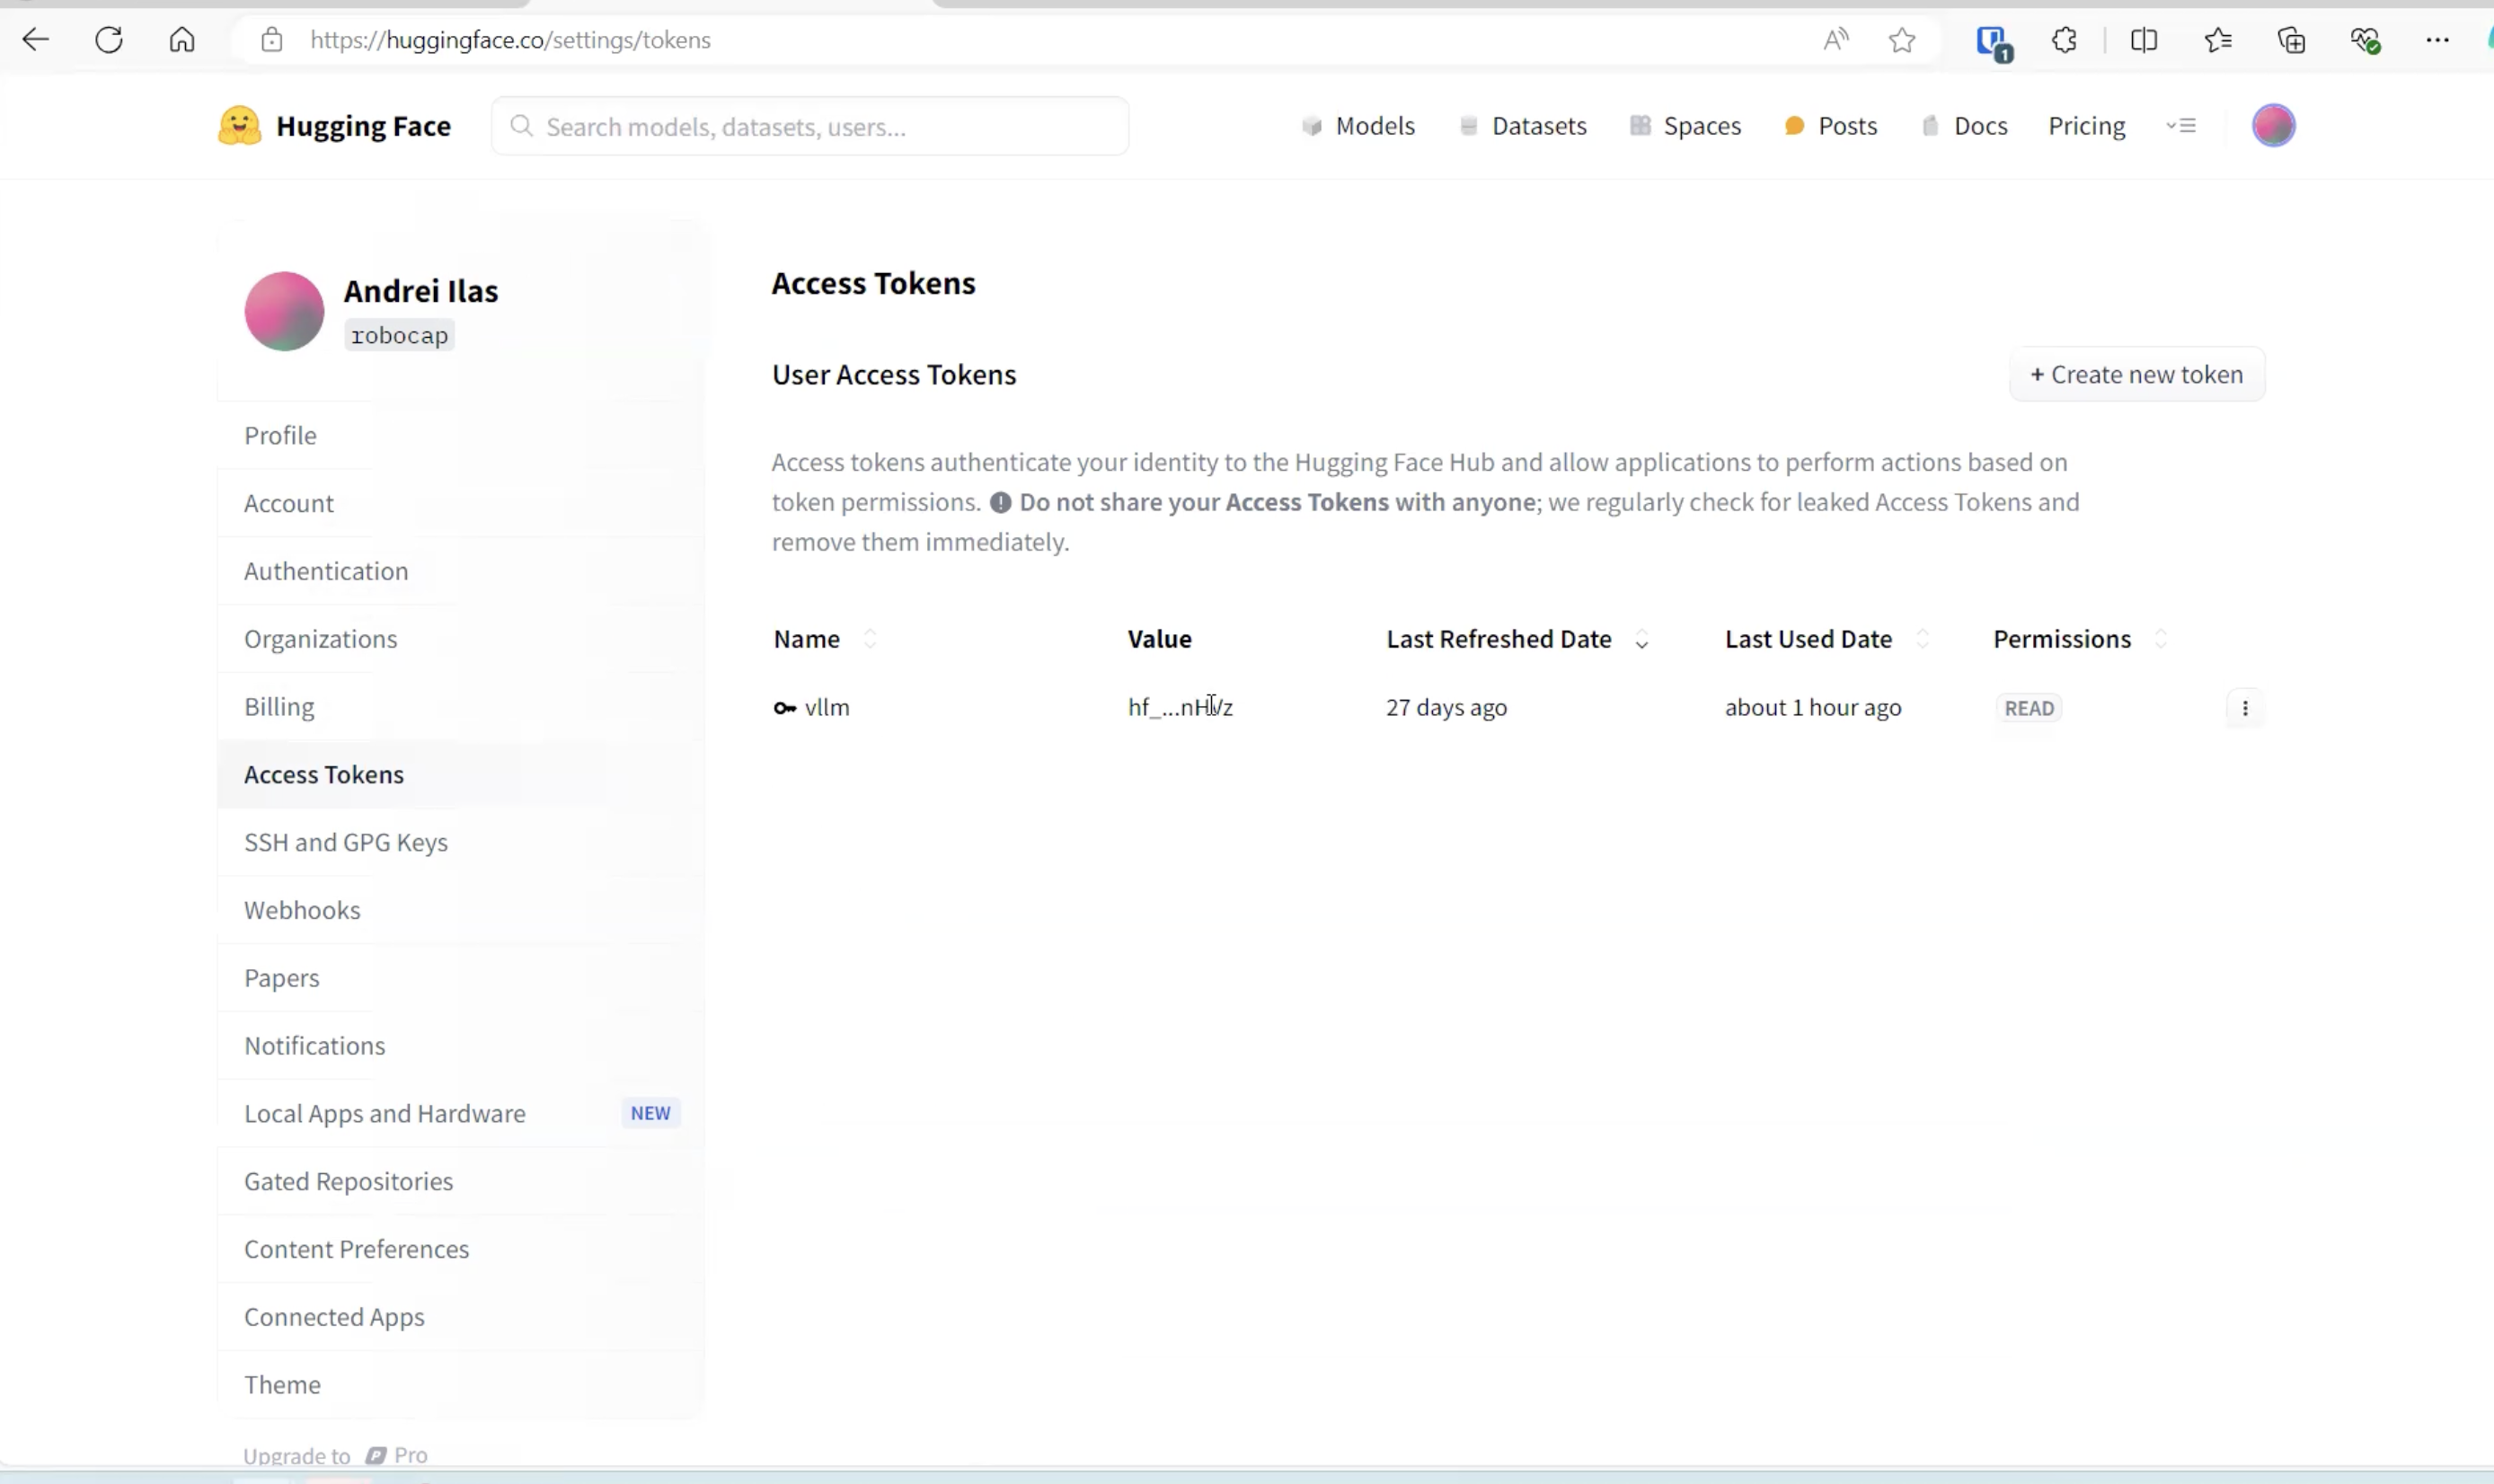 https://huggingface.co/settings/tokens
1
Hugging Face
Search models, datasets, users...
Models
Datasets
Spaces
Posts
Docs
Pricing
Andrei Ilas
robocap
Profile
Account
Authentication
Organizations
Billing
Access Tokens
SSH and GPG Keys
Webhooks
Papers
Notifications
Local Apps and Hardware NEW
Gated Repositories
Content Preferences
Connected Apps
Theme
Upgrade to Pro
Access Tokens
User Access Tokens
+ Create new token
Access tokens authenticate your identity to the Hugging Face Hub and allow applications to perform actions based on
token permissions. Do not share your Access Tokens with anyone; we regularly check for leaked Access Tokens and
remove them immediately.
Name Value Last Refreshed Date Last Used Date Permissions
vllm 27 days ago about 1 hour ago READ